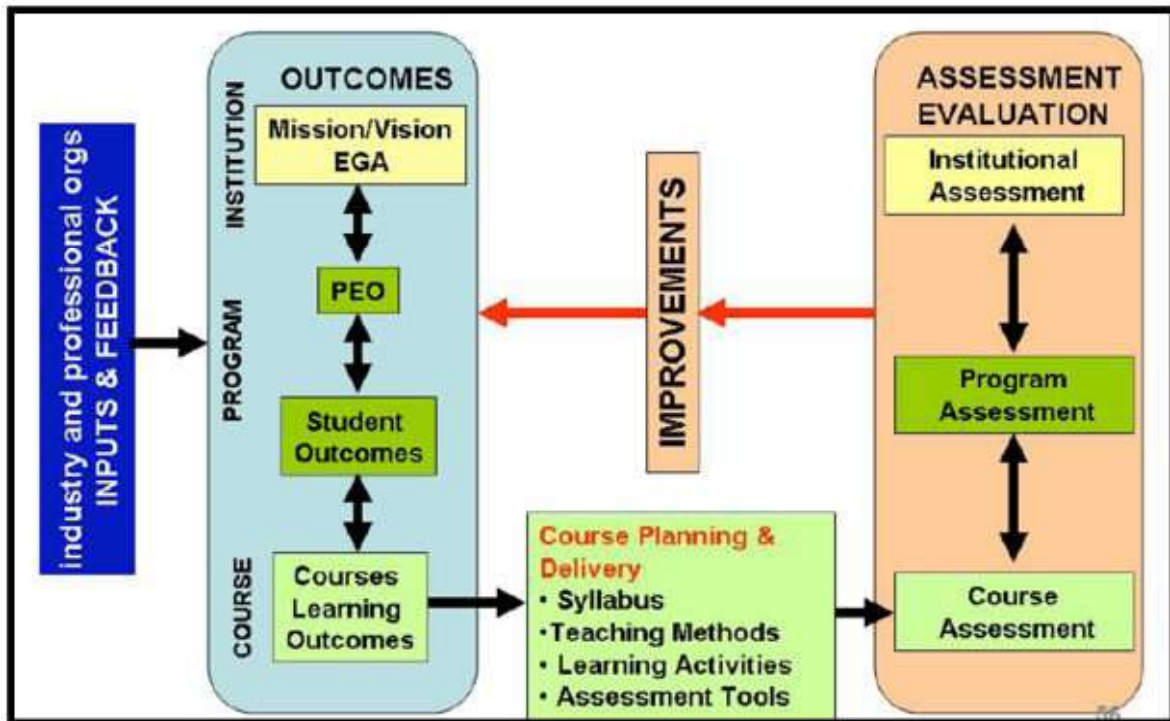 industry and professional orgs
INPUTS & FEEDBACK
OUTCOMES
INSTITUTION
Mission/Vision
EGA
PROGRAM
PEO
Student
Outcomes
COURSE
Courses
Learning
Outcomes
Course Planning &
Delivery
• Syllabus
•Teaching Methods
• Learning Activities
• Assessment Tools
IMPROVEMENTS
ASSESSMENT
EVALUATION
Institutional
Assessment
Program
Assessment
Course
Assessment